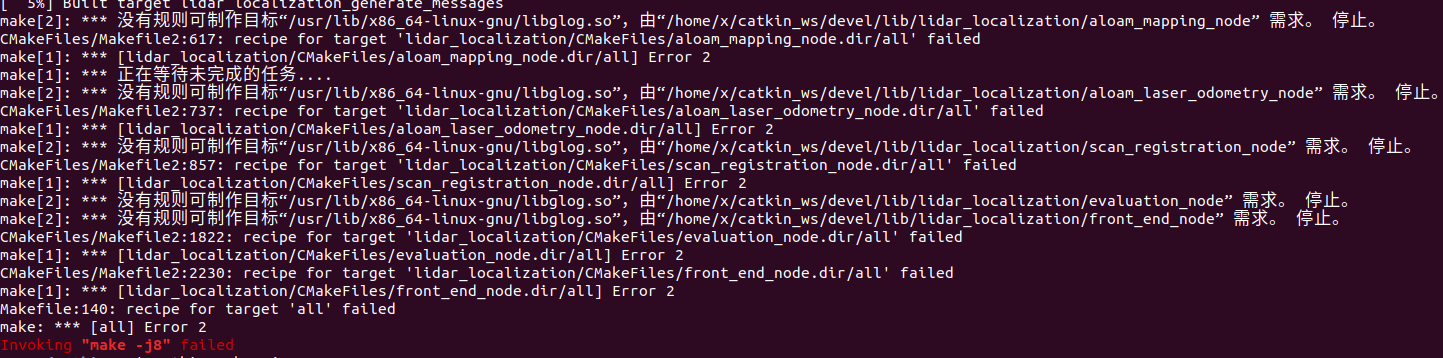 [  5%] Built target lidar_localization_generate_messages
make[2]: *** 没有规则可制作目标“/usr/lib/x86_64-linux-gnu/libglog.so”，由“/home/x/catkin_ws/devel/lib/lidar_localization/aloam_mapping_node” 需求。 停止。
CMakeFiles/Makefile2:617: recipe for target 'lidar_localization/CMakeFiles/aloam_mapping_node.dir/all' failed
make[1]: *** [lidar_localization/CMakeFiles/aloam_mapping_node.dir/all] Error 2
make[1]: *** 正在等待未完成的任务....
make[2]: *** 没有规则可制作目标“/usr/lib/x86_64-linux-gnu/libglog.so”，由“/home/x/catkin_ws/devel/lib/lidar_localization/aloam_laser_odometry_node” 需求。 停止。
CMakeFiles/Makefile2:737: recipe for target 'lidar_localization/CMakeFiles/aloam_laser_odometry_node.dir/all' failed
make[1]: *** [lidar_localization/CMakeFiles/aloam_laser_odometry_node.dir/all] Error 2
make[2]: *** 没有规则可制作目标“/usr/lib/x86_64-linux-gnu/libglog.so”，由“/home/x/catkin_ws/devel/lib/lidar_localization/scan_registration_node” 需求。 停止。
CMakeFiles/Makefile2:857: recipe for target 'lidar_localization/CMakeFiles/scan_registration_node.dir/all' failed
make[1]: *** [lidar_localization/CMakeFiles/scan_registration_node.dir/all] Error 2
make[2]: *** 没有规则可制作目标“/usr/lib/x86_64-linux-gnu/libglog.so”，由“/home/x/catkin_ws/devel/lib/lidar_localization/evaluation_node” 需求。 停止。
make[2]: *** 没有规则可制作目标“/usr/lib/x86_64-linux-gnu/libglog.so”，由“/home/x/catkin_ws/devel/lib/lidar_localization/front_end_node” 需求。 停止。
CMakeFiles/Makefile2:1822: recipe for target 'lidar_localization/CMakeFiles/evaluation_node.dir/all' failed
make[1]: *** [lidar_localization/CMakeFiles/evaluation_node.dir/all] Error 2
CMakeFiles/Makefile2:2230: recipe for target 'lidar_localization/CMakeFiles/front_end_node.dir/all' failed
make[1]: *** [lidar_localization/CMakeFiles/front_end_node.dir/all] Error 2
Makefile:140: recipe for target 'all' failed
make: *** [all] Error 2
Invoking "make -j8" failed